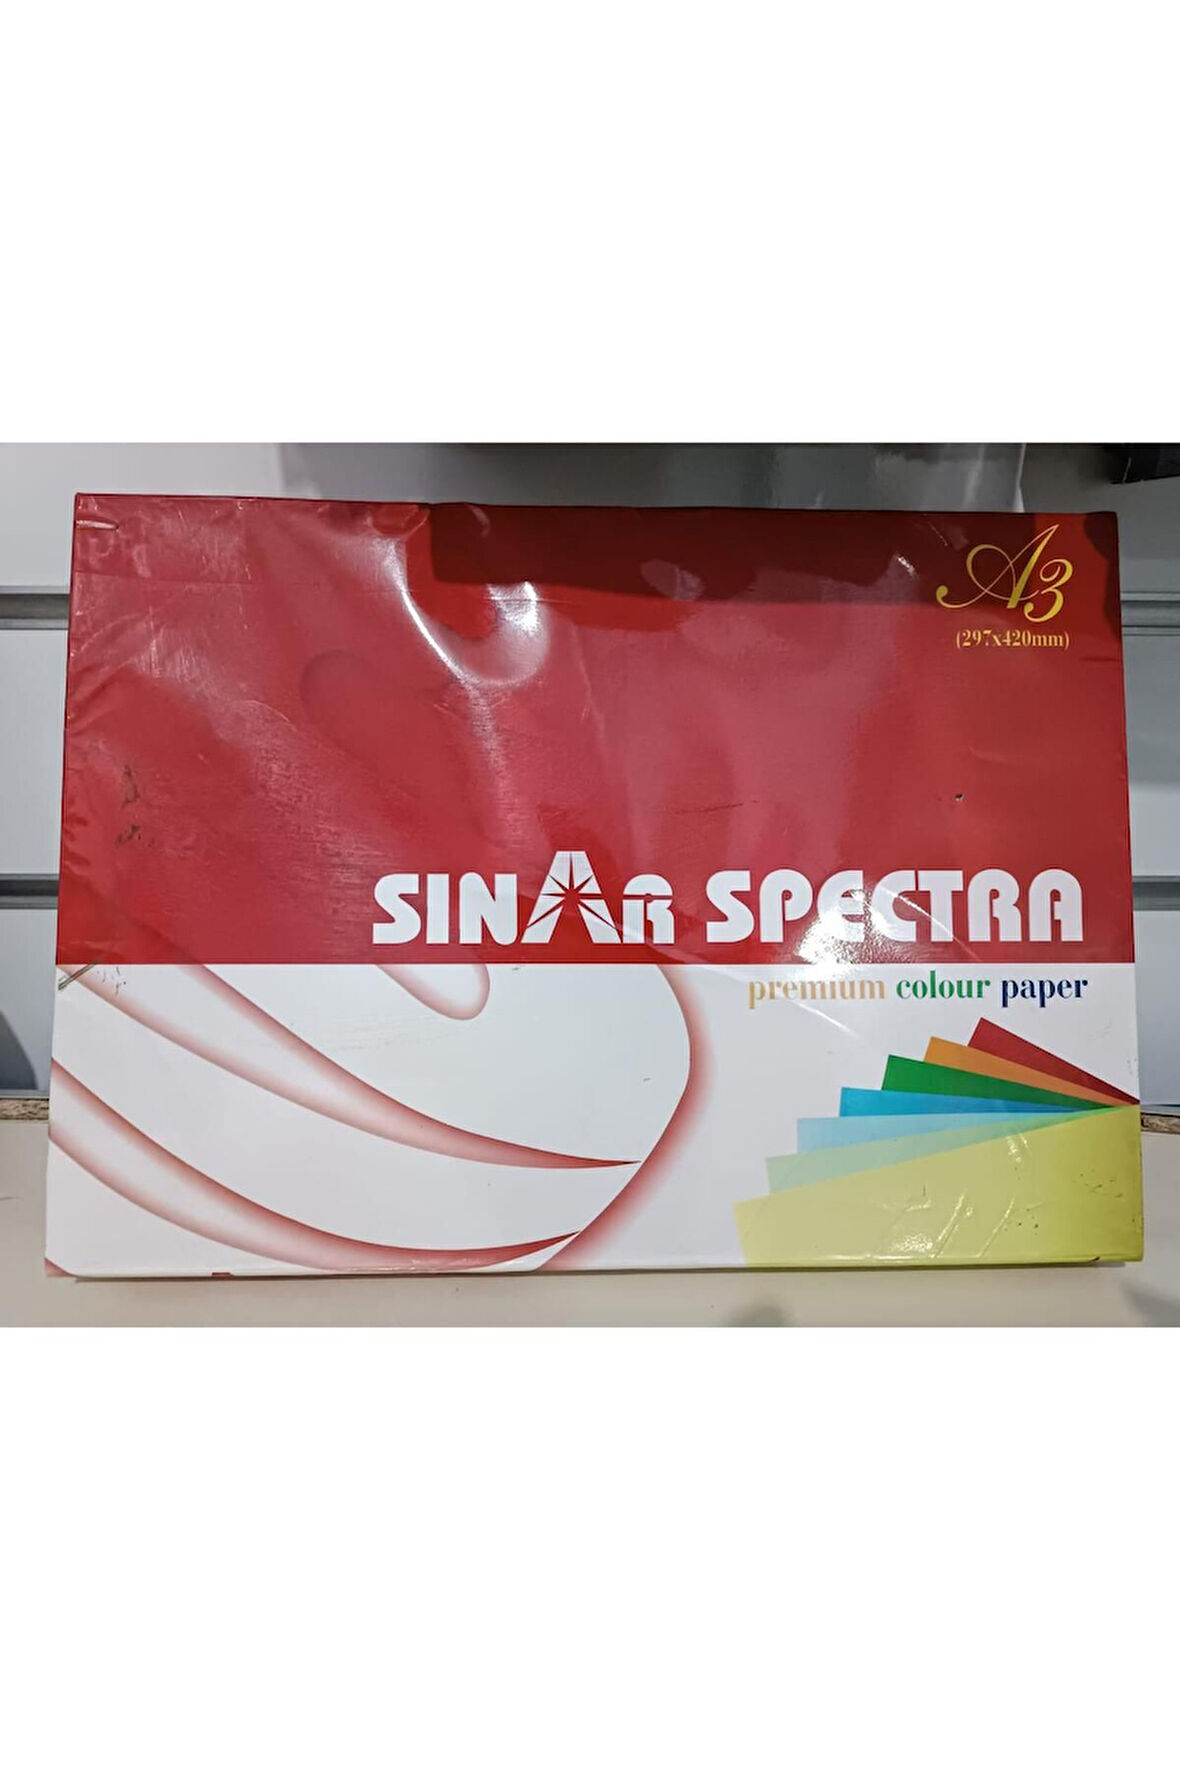 A3
(297x420mm)
SINAR SPECTRA
premium colour paper